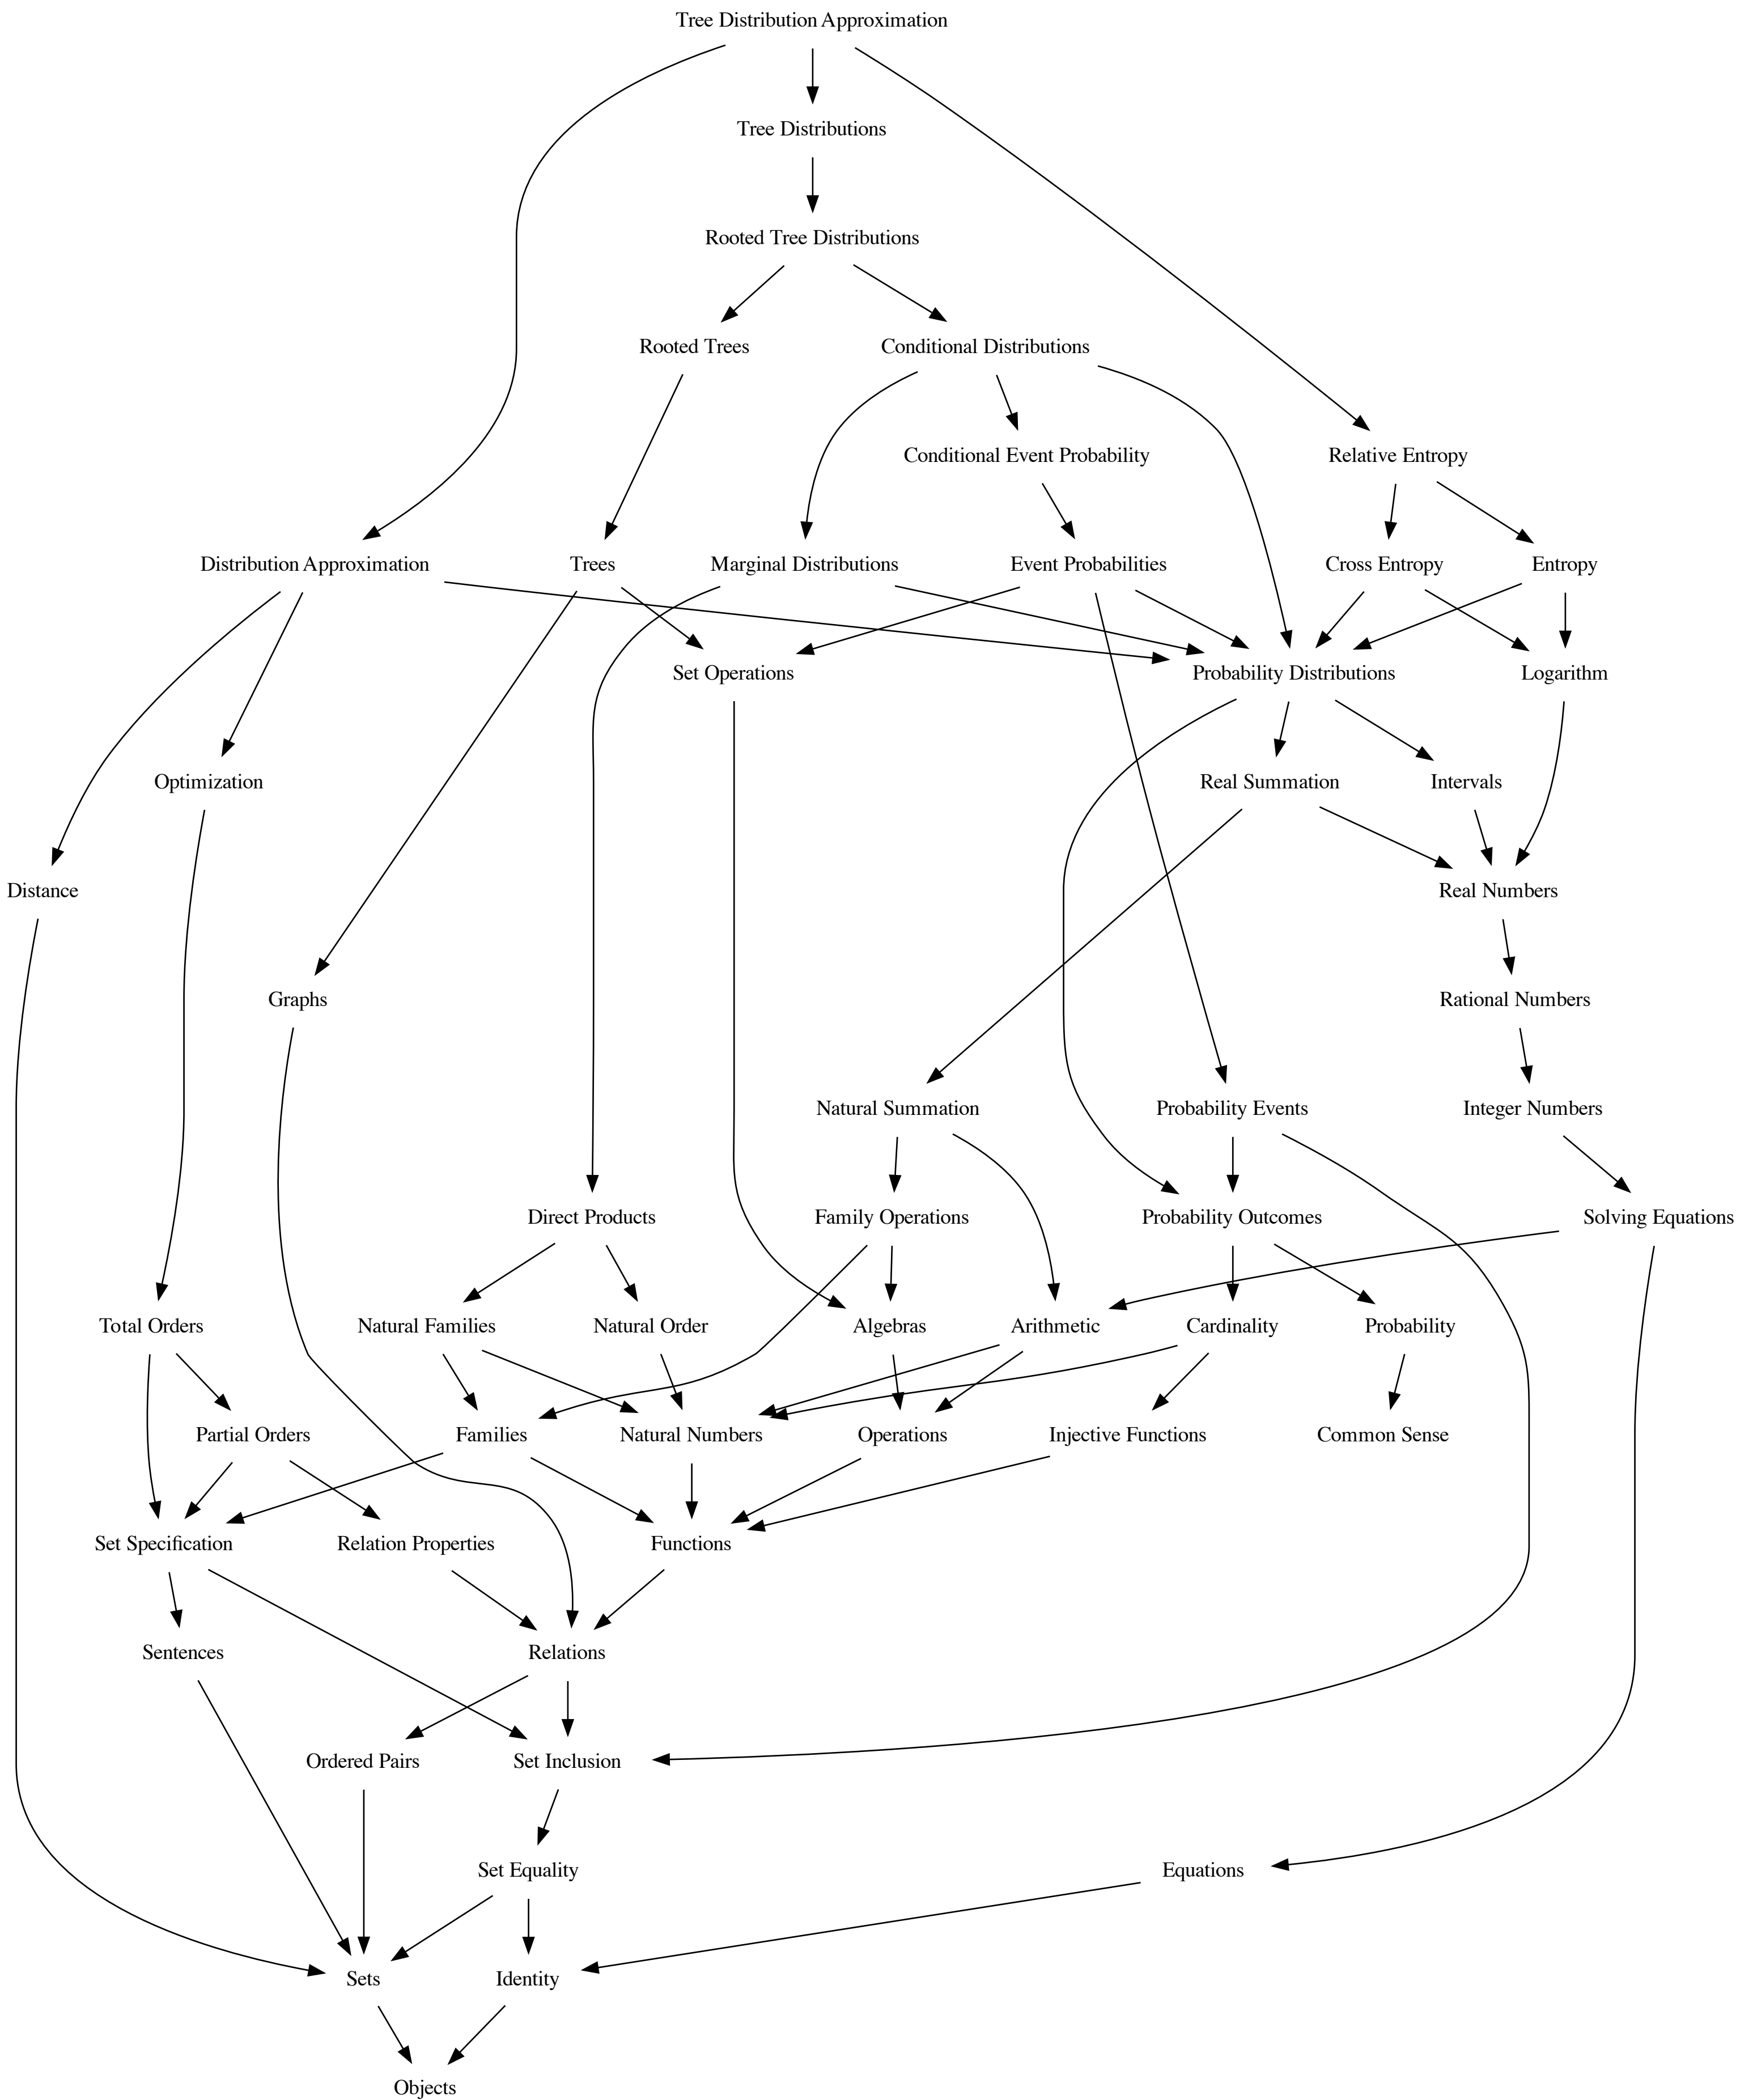 Tree Distribution Approximation
Tree Distributions
Rooted Tree Distributions
Rooted Trees
Conditional Distributions
Conditional Event Probability
Relative Entropy
Distribution Approximation
Trees
Marginal Distributions
Event Probabilities
Cross Entropy
Entropy
Set Operations
Probability Distributions
Logarithm
Optimization
Real Summation
Intervals
Distance
Real Numbers
Graphs
Rational Numbers
Natural Summation
Probability Events
Integer Numbers
Direct Products
Family Operations
Probability Outcomes
Solving Equations
Total Orders
Natural Families
Natural Order
Algebras
Arithmetic
Cardinality
Probability
Partial Orders
Families
Natural Numbers
Operations
Injective Functions
Common Sense
Set Specification
Relation Properties
Functions
Sentences
Relations
Ordered Pairs
Set Inclusion
Set Equality
Equations
Sets
Identity
Objects